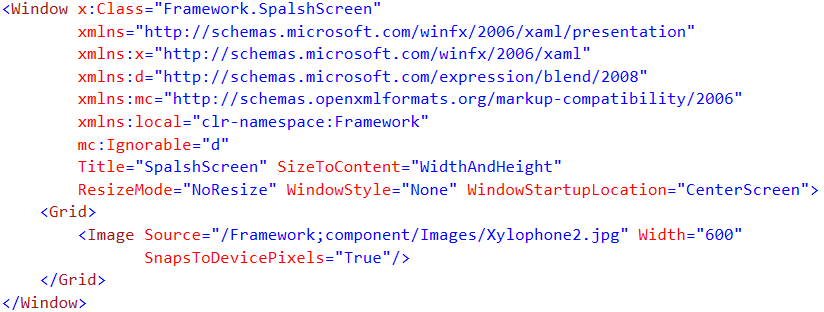 <Window x:Class="Framework.SpalshScreen"
        xmlns="http://schemas.microsoft.com/winfx/2006/xaml/presentation"
        xmlns:x="http://schemas.microsoft.com/winfx/2006/xaml"
        xmlns:d="http://schemas.microsoft.com/expression/blend/2008"
        xmlns:mc="http://schemas.openxmlformats.org/markup-compatibility/2006"
        xmlns:local="clr-namespace:Framework"
        mc:Ignorable="d"
        Title="SpalshScreen" SizeToContent="WidthAndHeight"
        ResizeMode="NoResize" WindowStyle="None" WindowStartupLocation="CenterScreen">
    <Grid>
        <Image Source="/Framework;component/Images/Xylophone2.jpg" Width="600"
               SnapsToDevicePixels="True"/>
    </Grid>
</Window>